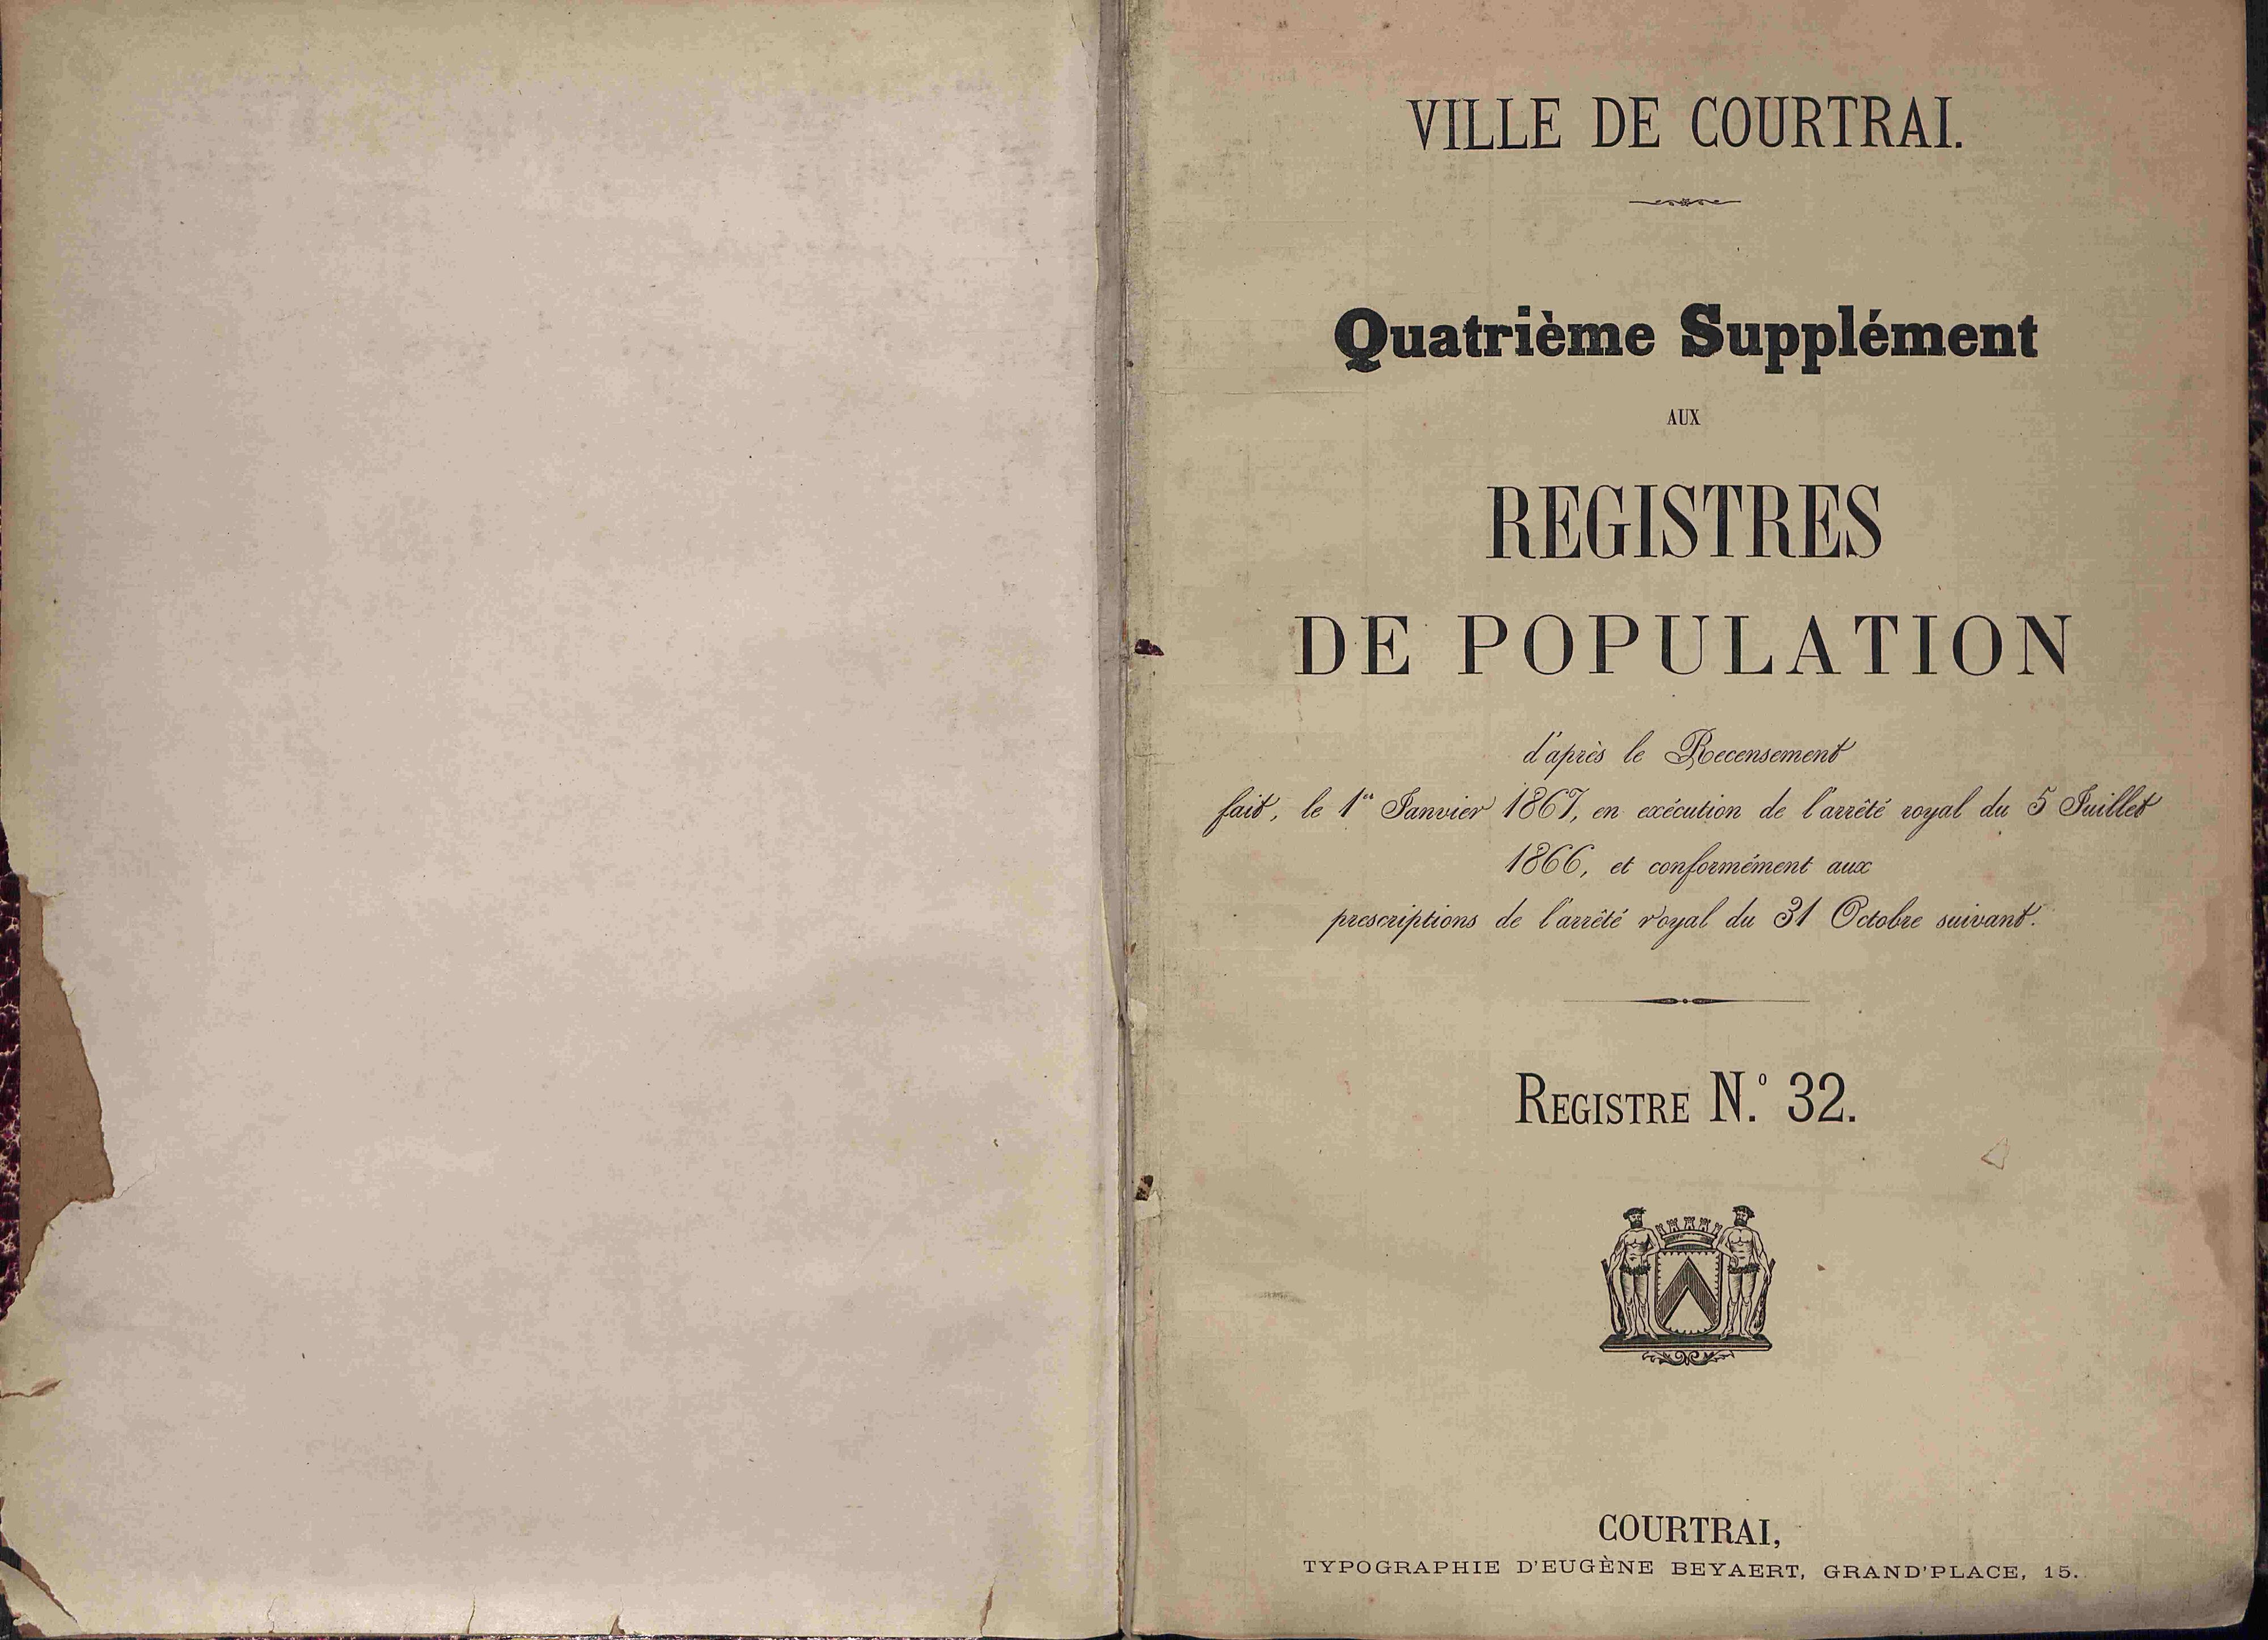 VILLE DE COURTRAI.
Quatrième Supplément
AUX
REGISTRES
DE POPULATION
d'après le Recensement
fait, le 1er Janvier 1867, en exécution de l'arrêté royal du 5 Juillet
1866, et conformément aux
prescriptions de l'arrêté royal du 31 Octobre suivant.
REGISTRE N.º 32.
COURTRAI,
TYPOGRAPHIE D'EUGÈNE BEYAERT, GRAND'PLACE, 15.